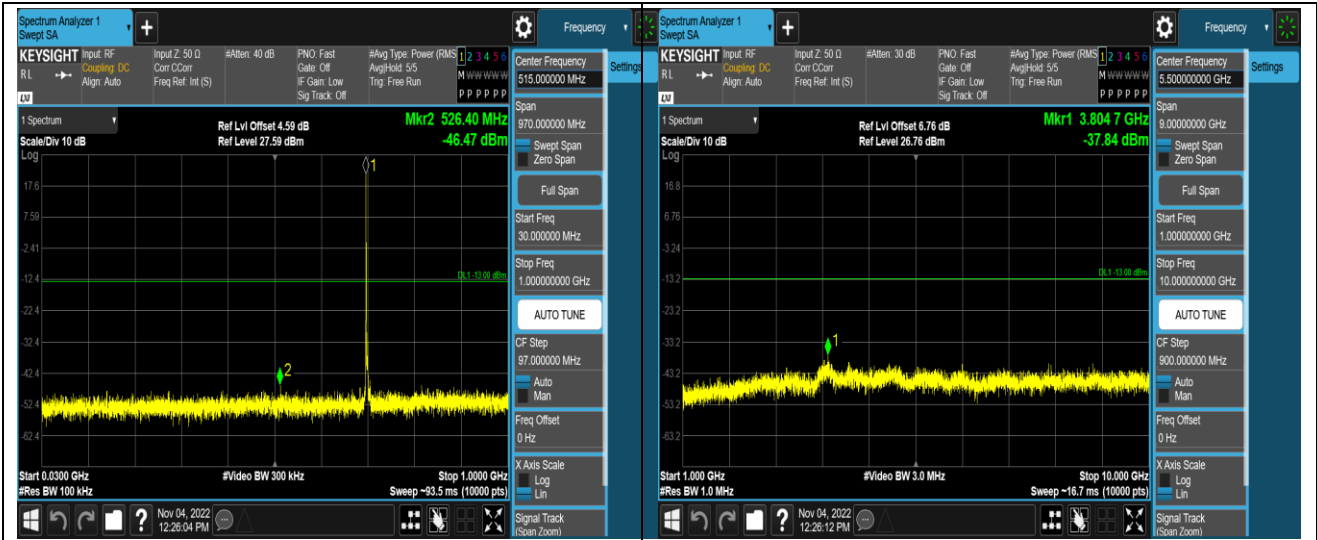 Spectrum Analyzer 1
Swept SA
+
Frequency
KEYSIGHT
RL
LXI
Input: RF
Coupling: DC
Align: Auto
Input Z: 50 Ω
Corr CCorr
Freq Ref: Int (S)
#Atten: 40 dB
PNO: Fast
Gate: Off
IF Gain: Low
Sig Track: Off
#Avg Type: Power (RMS
Avg|Hold: 5/5
Trig: Free Run
1 2 3 4 5 6
M W W W W W
P P P P P P
1 Spectrum
Scale/Div 10 dB
Log
Ref Lvl Offset 4.59 dB
Ref Level 27.59 dBm
Mkr2 526.40 MHz
-46.47 dBm
1
17.6
7.59
-2.41
DL1 -13.00 dBm
-12.4
-22.4
-32.4
-42.4
2
-52.4
-62.4
Start 0.0300 GHz
#Res BW 100 kHz
#Video BW 300 kHz
Stop 1.0000 GHz
Sweep ~93.5 ms (10000 pts)
Nov 04, 2022
12:26:04 PM
Center Frequency
515.000000 MHz
Settings
Span
970.000000 MHz
Swept Span
Zero Span
Full Span
Start Freq
30.000000 MHz
Stop Freq
1.000000000 GHz
AUTO TUNE
CF Step
97.000000 MHz
Auto
Man
Freq Offset
0 Hz
X Axis Scale
Log
Lin
Signal Track
(Span Zoom)
Spectrum Analyzer 1
Swept SA
+
Frequency
KEYSIGHT
RL
LXI
Input: RF
Coupling: DC
Align: Auto
Input Z: 50 Ω
Corr CCorr
Freq Ref: Int (S)
#Atten: 30 dB
PNO: Fast
Gate: Off
IF Gain: Low
Sig Track: Off
#Avg Type: Power (RMS
Avg|Hold: 5/5
Trig: Free Run
1 2 3 4 5 6
M W W W W W
P P P P P P
1 Spectrum
Scale/Div 10 dB
Log
Ref Lvl Offset 6.76 dB
Ref Level 26.76 dBm
Mkr1 3.804 7 GHz
-37.84 dBm
16.8
6.76
-3.24
DL1 -13.00 dBm
-13.2
-23.2
-33.2
1
-43.2
-53.2
-63.2
Start 1.000 GHz
#Res BW 1.0 MHz
#Video BW 3.0 MHz
Stop 10.000 GHz
Sweep ~16.7 ms (10000 pts)
Nov 04, 2022
12:26:12 PM
Center Frequency
5.500000000 GHz
Settings
Span
9.00000000 GHz
Swept Span
Zero Span
Full Span
Start Freq
1.000000000 GHz
Stop Freq
10.000000000 GHz
AUTO TUNE
CF Step
900.000000 MHz
Auto
Man
Freq Offset
0 Hz
X Axis Scale
Log
Lin
Signal Track
(Span Zoom)